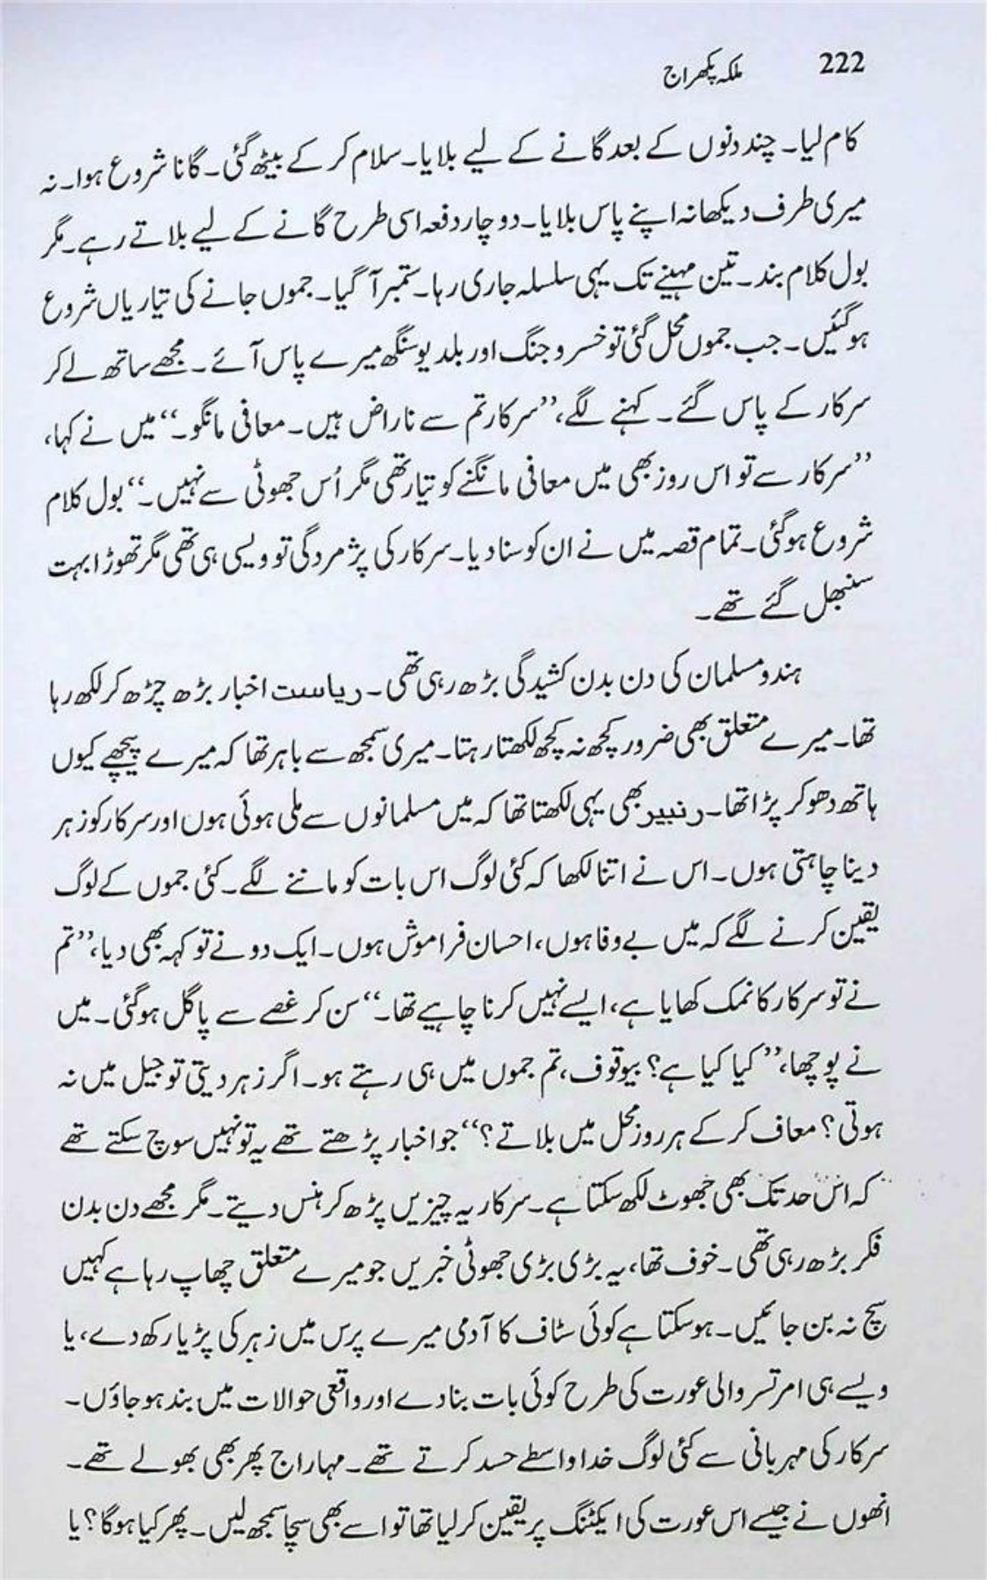 222 ملکہ پکھراج
کام لیا۔ چند دنوں کے بعد گانے کے لیے بلایا۔ سلام کر کے بیٹھ گئی۔ گانا شروع ہوا۔ نہ
میری طرف دیکھا نہ اپنے پاس بلایا۔ دو چار دفعہ اسی طرح گانے کے لیے بلاتے رہے۔ مگر
بول کلام بند۔ تین مہینے تک یہی سلسلہ جاری رہا۔ ستمبر آ گیا۔ جموں جانے کی تیاریاں شروع
ہو گئیں۔ جب جموں محل گئی تو خسرو جنگ اور بلدیو سنگھ میرے پاس آئے۔ مجھے ساتھ لے کر
سرکار کے پاس گئے۔ کہنے لگے، ’’سرکار تم سے ناراض ہیں۔ معافی مانگو۔‘‘ میں نے کہا،
’’سرکار سے تو اس روز بھی میں معافی مانگنے کو تیار تھی مگر اُس جھوٹی سے نہیں۔‘‘ بول کلام
شروع ہو گئی۔ تمام قصہ میں نے ان کو سنا دیا۔ سرکار کی پژمردگی تو ویسی ہی تھی مگر تھوڑا بہت
سنبھل گئے تھے۔
ہندو مسلمان کی دن بدن کشیدگی بڑھ رہی تھی۔ ریاست اخبار بڑھ چڑھ کر لکھ رہا
تھا۔ میرے متعلق بھی ضرور کچھ نہ کچھ لکھتا رہتا۔ میری سمجھ سے باہر تھا کہ میرے پیچھے کیوں
ہاتھ دھو کر پڑا تھا۔ رنبیر بھی یہی لکھتا تھا کہ میں مسلمانوں سے ملی ہوئی ہوں اور سرکار کو زہر
دینا چاہتی ہوں۔ اس نے اتنا لکھا کہ کئی لوگ اس بات کو ماننے لگے۔ کئی جموں کے لوگ
یقین کرنے لگے کہ میں بے وفا ہوں، احسان فراموش ہوں۔ ایک دو نے تو کہہ بھی دیا، ’’تم
نے تو سرکار کا نمک کھایا ہے، ایسے نہیں کرنا چاہیے تھا۔‘‘ سن کر غصے سے پاگل ہو گئی۔ میں
نے پوچھا، ’’کیا کیا ہے؟ بیوقوف، تم جموں میں ہی رہتے ہو۔ اگر زہر دیتی تو جیل میں نہ
ہوتی؟ معاف کر کے ہر روز محل میں بلاتے؟‘‘ جو اخبار پڑھتے تھے یہ تو نہیں سوچ سکتے تھے
کہ اس حد تک بھی جھوٹ لکھ سکتا ہے۔ سرکار یہ چیزیں پڑھ کر ہنس دیتے۔ مگر مجھے دن بدن
فکر بڑھ رہی تھی۔ خوف تھا، یہ بڑی بڑی جھوٹی خبریں جو میرے متعلق چھاپ رہا ہے کہیں
سچ نہ بن جائیں۔ ہو سکتا ہے کوئی سٹاف کا آدمی میرے پرس میں زہر کی پڑیا رکھ دے، یا
ویسے ہی امرتسر والی عورت کی طرح کوئی بات بنا دے اور واقعی حوالات میں بند ہو جاؤں۔
سرکار کی مہربانی سے کئی لوگ خدا واسطے حسد کرتے تھے۔ مہاراج پھر بھی بھولے تھے۔
انھوں نے جیسے اس عورت کی ایکٹنگ پر یقین کر لیا تھا تو اسے بھی سچا سمجھ لیں۔ پھر کیا ہو گا؟ یا